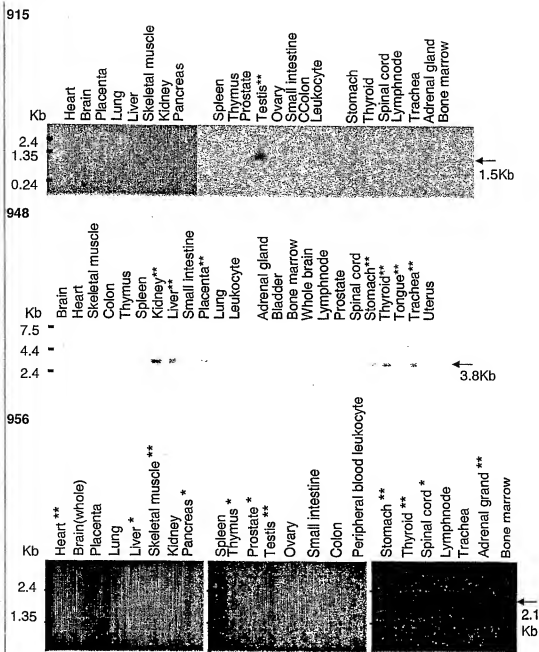 915
Heart
Brain
Placenta
Lung
Liver
Skeletal muscle
Kidney
Pancreas
Spleen
Thymus
Prostate
Testis**
Ovary
Small intestine
CColon
Leukocyte
Stomach
Thyroid
Spinal cord
Lymphnode
Trachea
Adrenal gland
Bone marrow
Kb
2.4
1.35
0.24
1.5Kb
948
Brain
Heart
Skeletal muscle
Colon
Thymus
Spleen
Kidney**
Liver**
Small intestine
Placenta**
Lung
Leukocyte
Adrenal gland
Bladder
Bone marrow
Whole brain
Lymphnode
Prostate
Spinal cord
Stomach**
Thyroid**
Tongue**
Trachea**
Uterus
Kb
7.5
4.4
2.4
3.8Kb
956
Heart **
Brain(whole)
Placenta
Lung
Liver *
Skeletal muscle **
Kidney
Pancreas *
Spleen
Thymus *
Prostate *
Testis **
Ovary
Small intestine
Colon
Peripheral blood leukocyte
Stomach **
Thyroid **
Spinal cord *
Lymphnode
Trachea
Adrenal grand **
Bone marrow
Kb
2.4
1.35
2.1
Kb